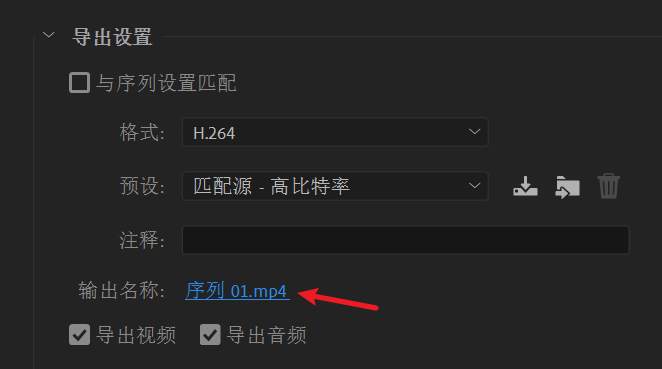 导出设置
与序列设置匹配
格式: H.264
预设: 匹配源 - 高比特率
注释:
输出名称: 序列 01.mp4
导出视频 导出音频